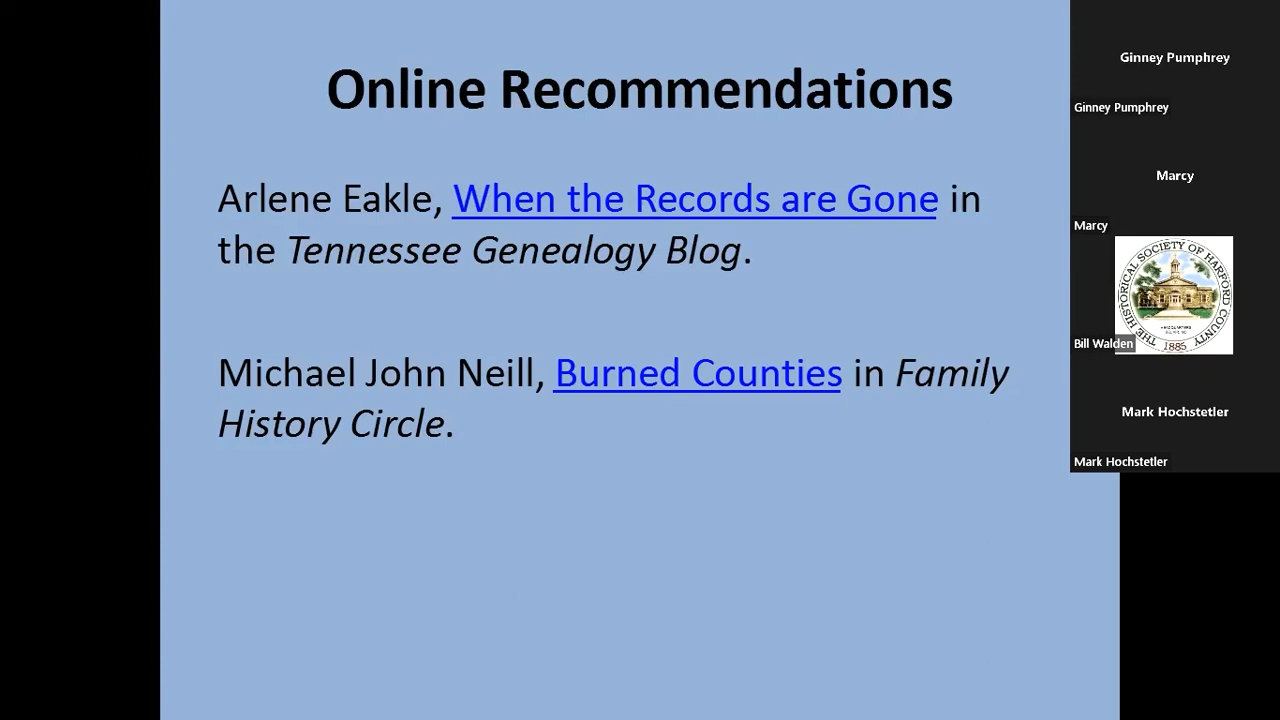 Online Recommendations
Arlene Eakle, When the Records are Gone in
the Tennessee Genealogy Blog.
Michael John Neill, Burned Counties in Family
History Circle.
Ginney Pumphrey
Ginney Pumphrey
Marcy
Marcy
THE HISTORICAL SOCIETY OF HARFORD COUNTY
HEADQUARTERS
1885
Bill Walden
Mark Hochstetler
Mark Hochstetler